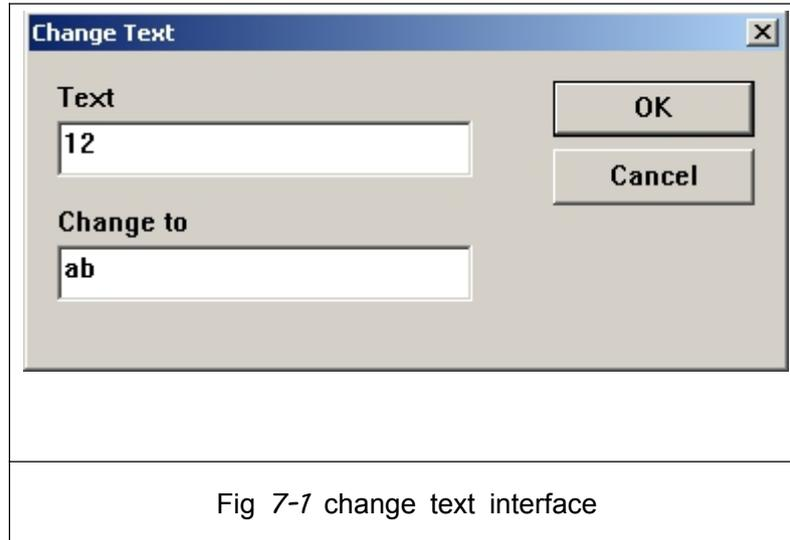 Change Text
Text
OK
12
Cancel
Change to
ab
Fig 7-1 change text interface